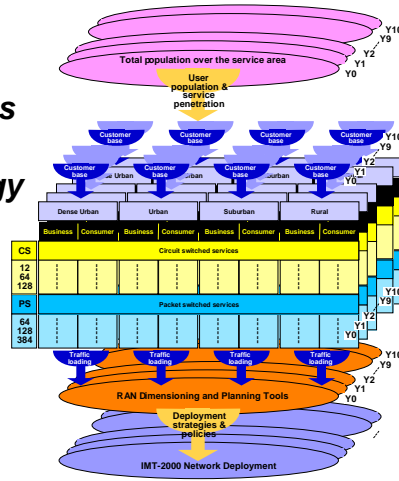 Y10
Y9
Y2
Y1
Y0
Total population over the service area
User
population &
service
penetration
s
gy
Customer
base
Customer
base
Customer
base
Customer
base
Customer
base
Customer
base
Customer
base
Customer
base
Y10
Y9
Y2
Y1
Y0
Urban
Urban
Dense Urban
Urban
Suburban
Rural
Business Consumer Business Consumer Business Consumer Business Consumer
CS
Circuit switched services
12
64
128
PS
Packet switched services
64
128
384
Y10
Y9
Y2
Y1
Y0
Traffic
loading
Traffic
loading
Traffic
loading
Traffic
loading
Y10
Y9
Y2
Y1
Y0
RAN Dimensioning and Planning Tools
Deployment
strategies &
policies
IMT-2000 Network Deployment